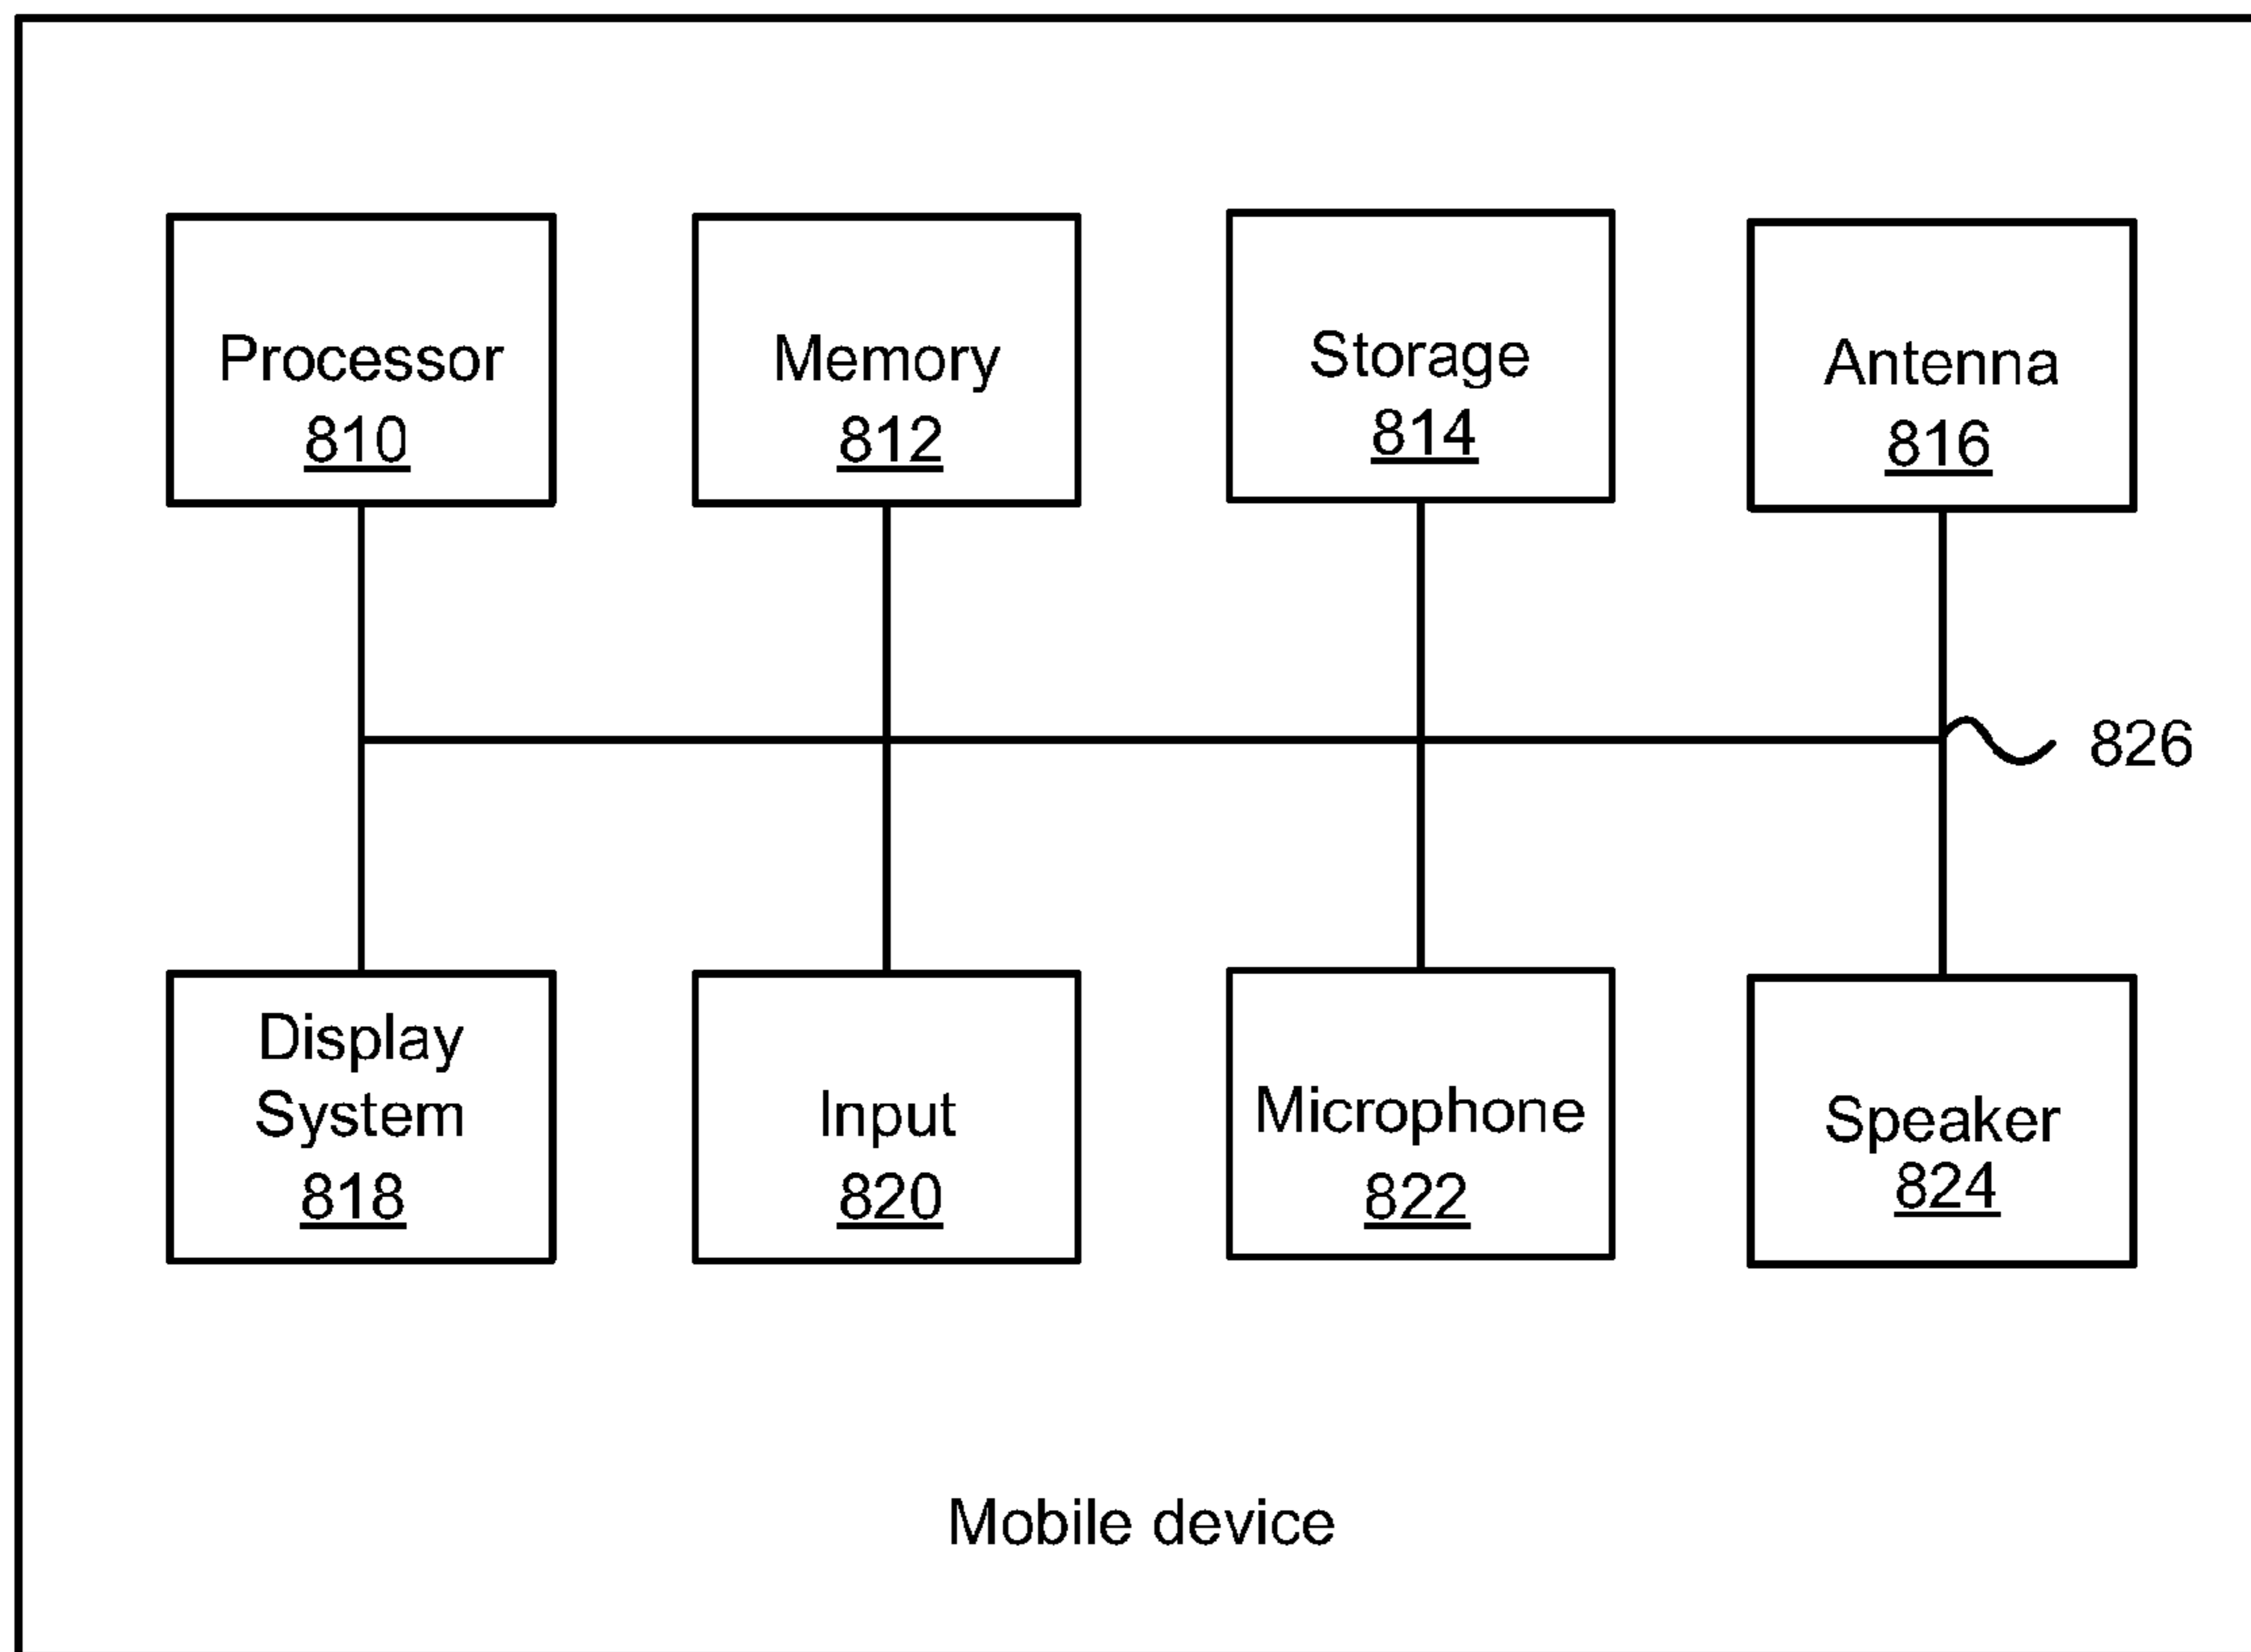 Processor
810
Memory
812
Storage
814
Antenna
816
826
Display
System
818
Input
820
Microphone
822
Speaker
824
Mobile device